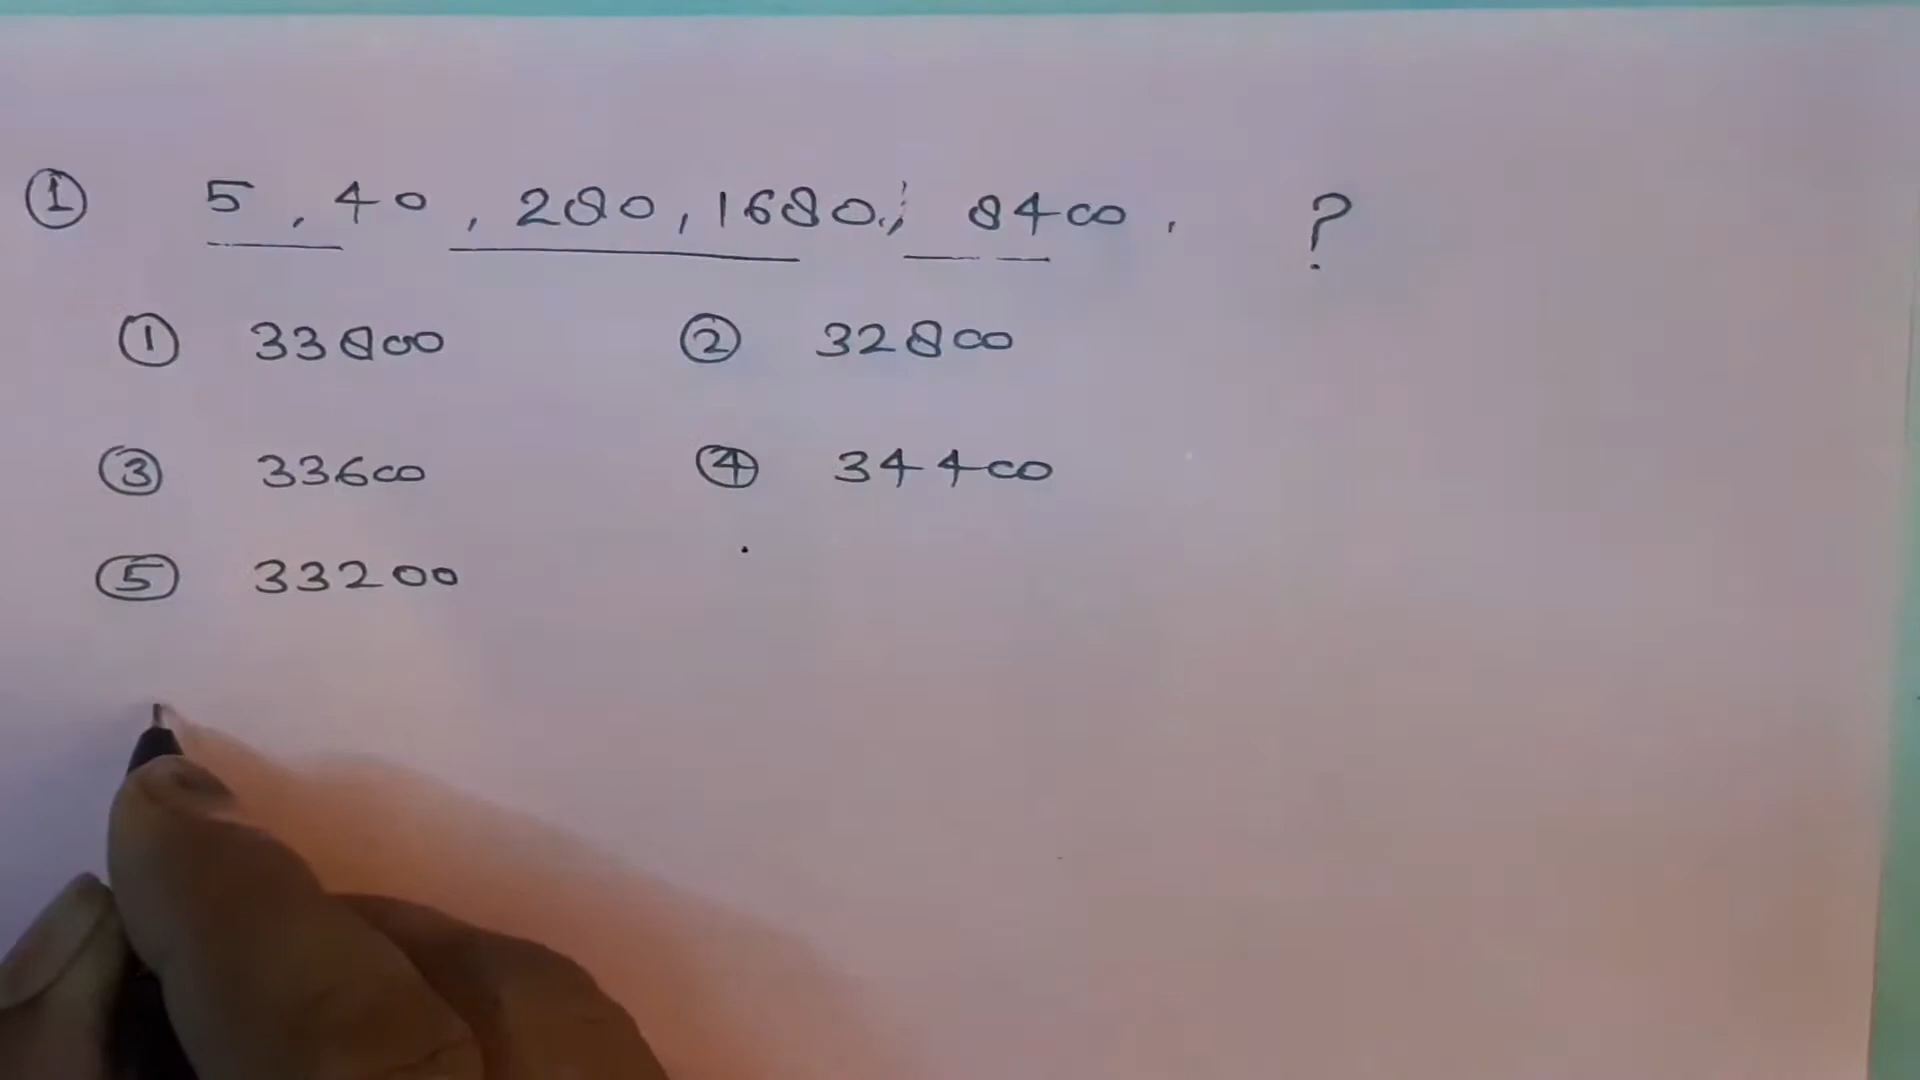 ① 5, 40, 280, 1680, 8400, ?
① 33800 ② 32800
③ 33600 ④ 34400
⑤ 33200